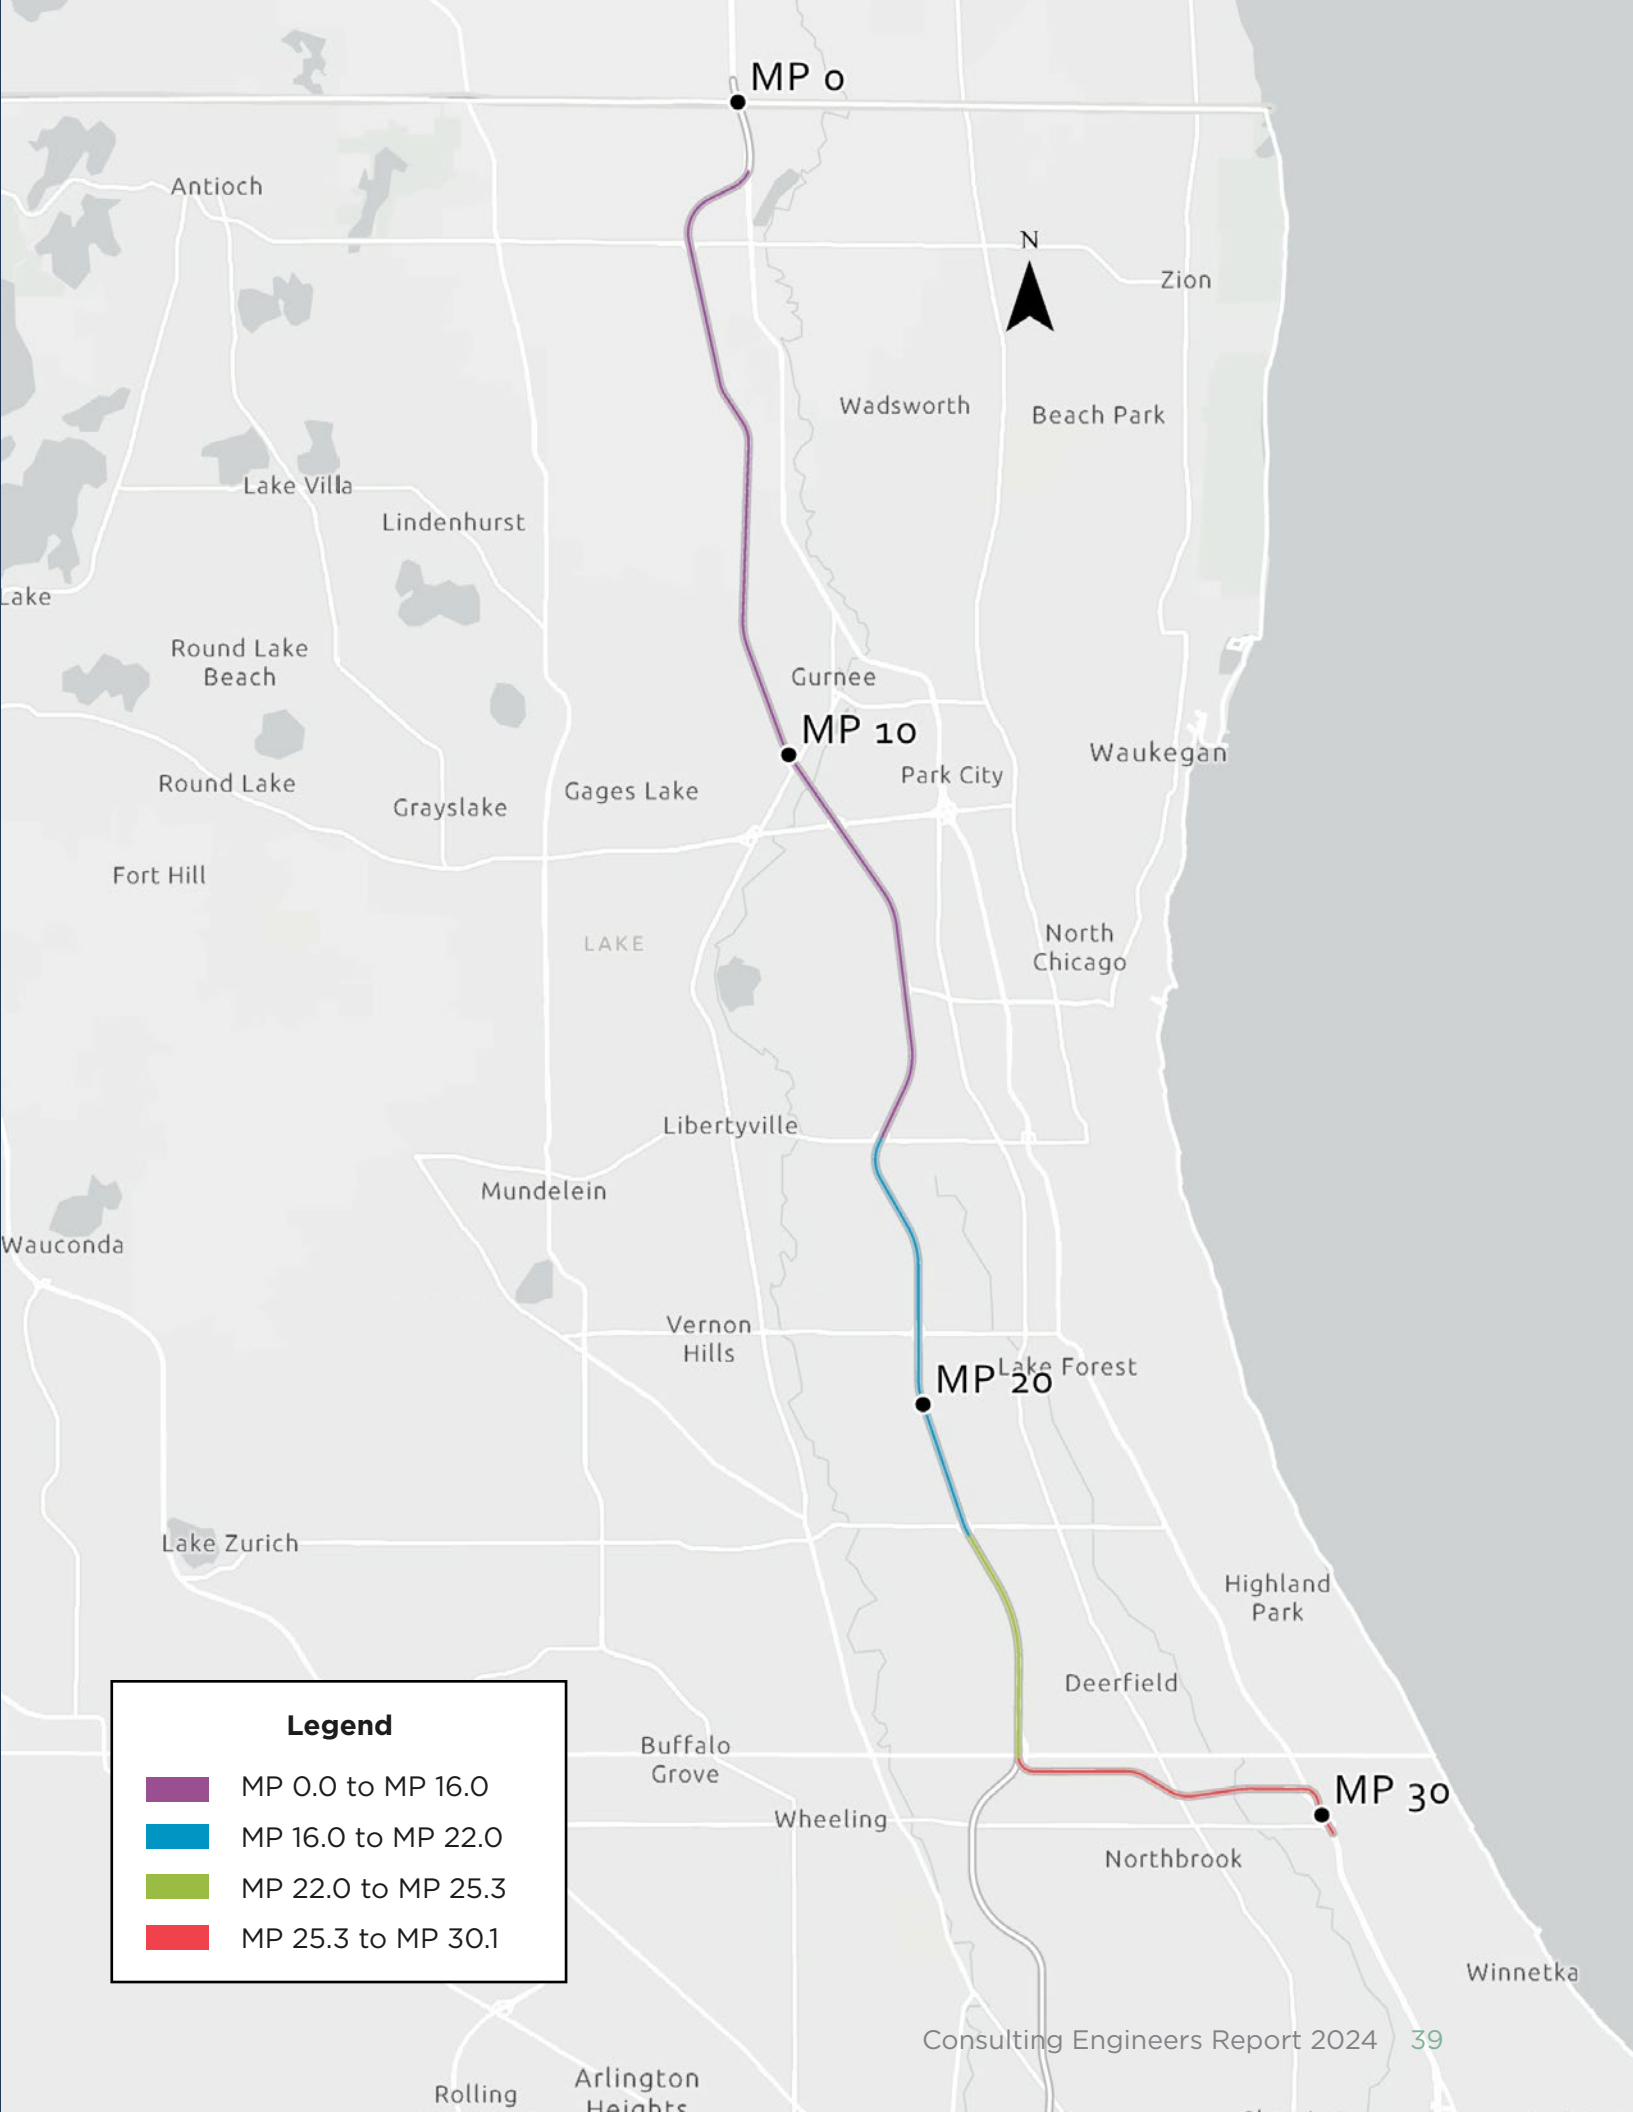 MP 0
Antioch
N
Zion
Wadsworth
Beach Park
Lake Villa
Lindenhurst
Lake
Round Lake
Beach
Gurnee
MP 10
Waukegan
Park City
Round Lake
Gages Lake
Grayslake
Fort Hill
LAKE
North
Chicago
Libertyville
Mundelein
Wauconda
Vernon
Hills
Lake Forest
MP 20
Lake Zurich
Highland
Park
Deerfield
Legend
MP 0.0 to MP 16.0
MP 16.0 to MP 22.0
MP 22.0 to MP 25.3
MP 25.3 to MP 30.1
Buffalo
Grove
MP 30
Wheeling
Northbrook
Winnetka
Consulting Engineers Report 2024 39
Arlington
Heights
Rolling